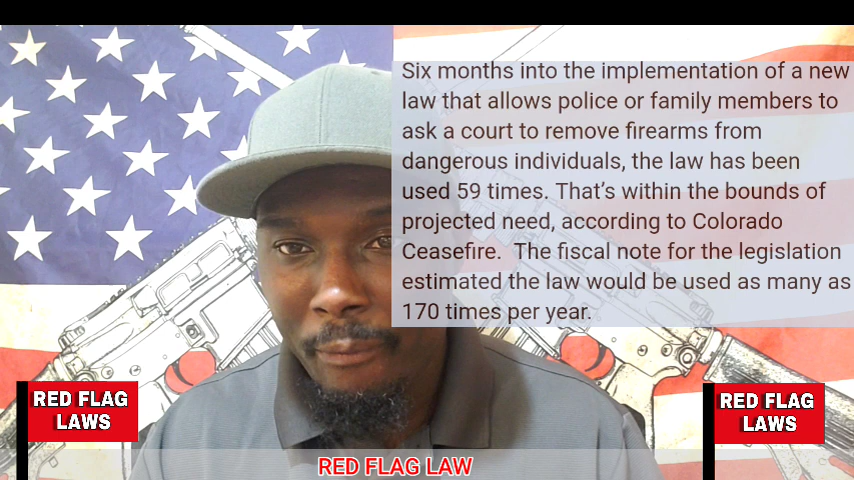 Six months into the implementation of a new
law that allows police or family members to
ask a court to remove firearms from
dangerous individuals, the law has been
used 59 times. That’s within the bounds of
projected need, according to Colorado
Ceasefire.  The fiscal note for the legislation
estimated the law would be used as many as
170 times per year.
RED FLAG
LAWS
RED FLAG
LAWS
RED FLAG LAW